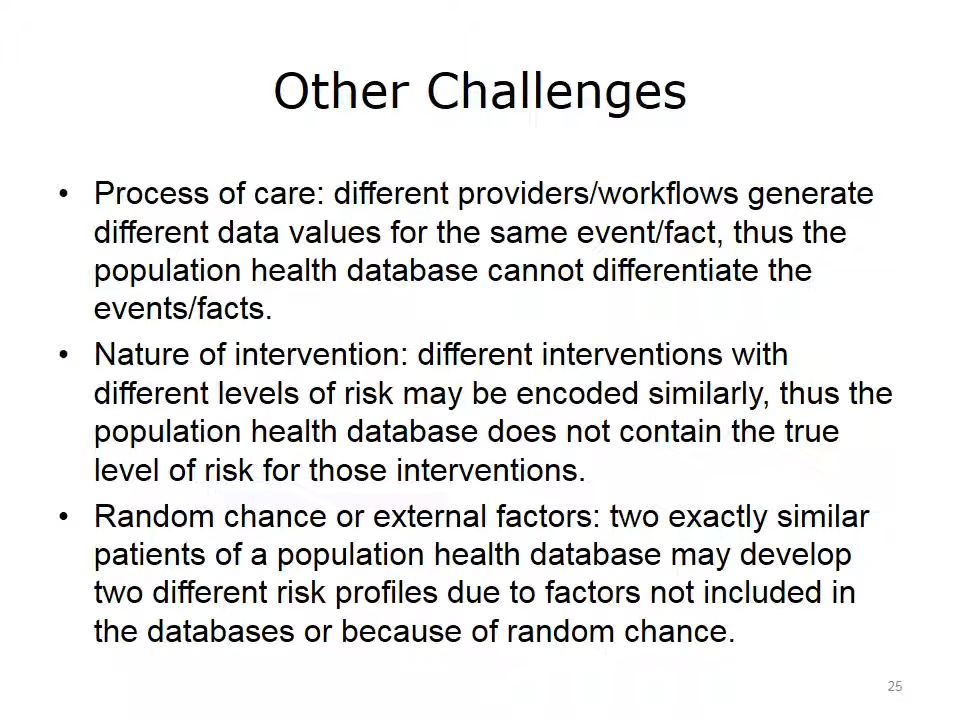 Other Challenges
• Process of care: different providers/workflows generate
different data values for the same event/fact, thus the
population health database cannot differentiate the
events/facts.
• Nature of intervention: different interventions with
different levels of risk may be encoded similarly, thus the
population health database does not contain the true
level of risk for those interventions.
• Random chance or external factors: two exactly similar
patients of a population health database may develop
two different risk profiles due to factors not included in
the databases or because of random chance.
25